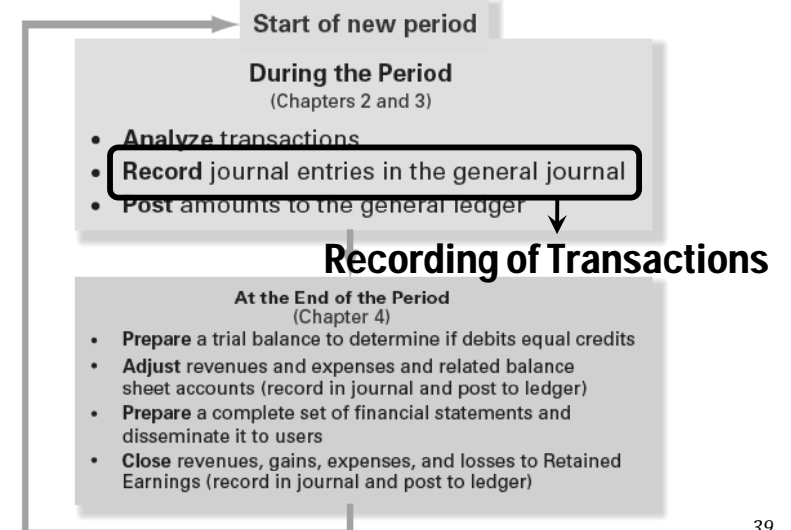 Start of new period
During the Period
(Chapters 2 and 3)
• Analyze transactions
• Record journal entries in the general journal
• Post amounts to the general ledger
Recording of Transactions
At the End of the Period
(Chapter 4)
• Prepare a trial balance to determine if debits equal credits
• Adjust revenues and expenses and related balance
sheet accounts (record in journal and post to ledger)
• Prepare a complete set of financial statements and
disseminate it to users
• Close revenues, gains, expenses, and losses to Retained
Earnings (record in journal and post to ledger)
39